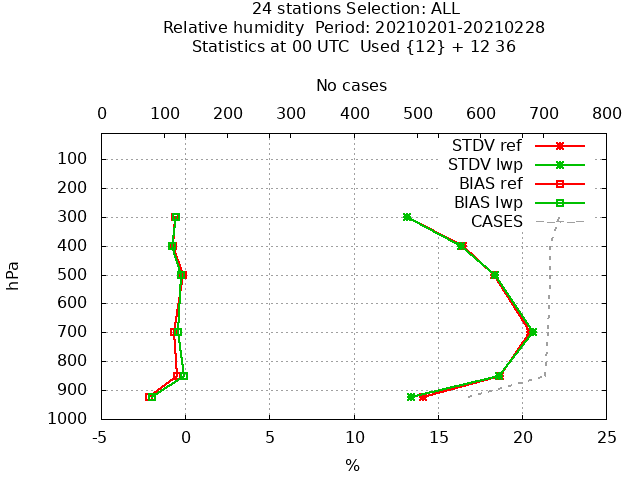 24 stations Selection: ALL
Relative humidity  Period: 20210201-20210228
Statistics at 00 UTC  Used {12} + 12 36
No cases
0 100 200 300 400 500 600 700 800
STDV ref
STDV lwp
BIAS ref
BIAS lwp
CASES
hPa
100
200
300
400
500
600
700
800
900
1000
-5 0 5 10 15 20 25
%